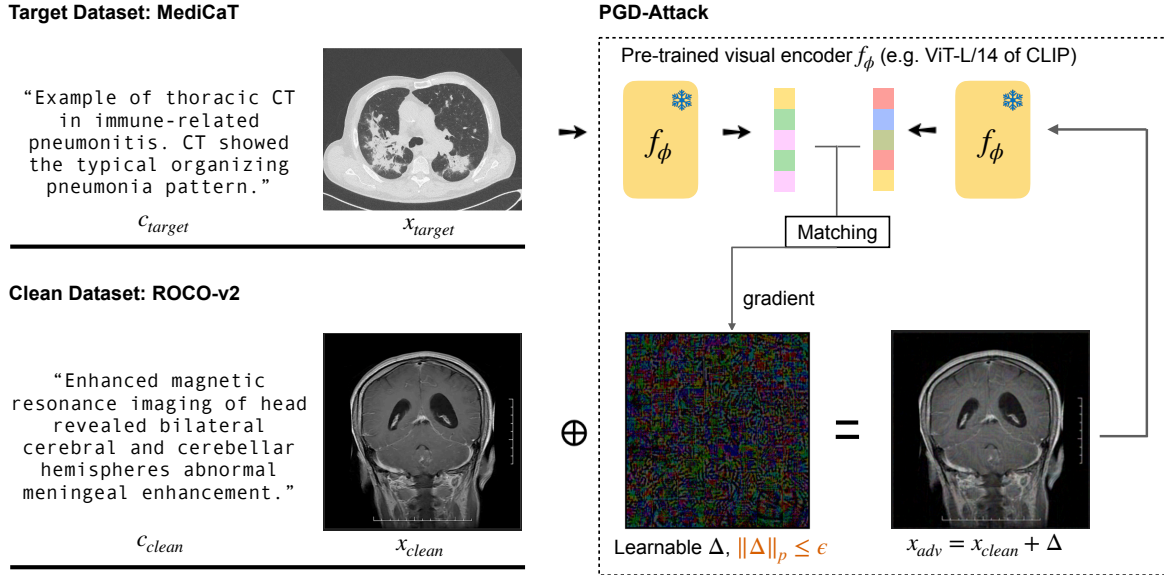 Target Dataset: MediCaT
“Example of thoracic CT
in immune-related
pneumonitis. CT showed
the typical organizing
pneumonia pattern.”
c_target
x_target
Clean Dataset: ROCO-v2
“Enhanced magnetic
resonance imaging of head
revealed bilateral
cerebral and cerebellar
hemispheres abnormal
meningeal enhancement.”
c_clean
x_clean
PGD-Attack
Pre-trained visual encoder f_ϕ (e.g. ViT-L/14 of CLIP)
f_ϕ
f_ϕ
Matching
gradient
⊕
=
Learnable Δ, ‖Δ‖_p ≤ ϵ
x_adv = x_clean + Δ